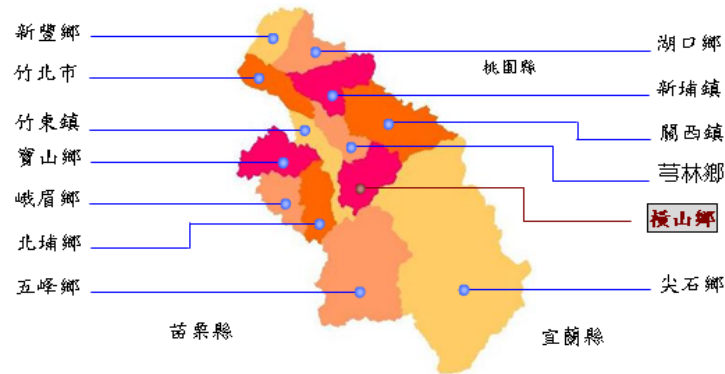 新豐鄉
湖口鄉
竹北市
桃園縣
新埔鎮
竹東鎮
關西鎮
寶山鄉
芎林鄉
峨眉鄉
橫山鄉
北埔鄉
五峰鄉
尖石鄉
苗栗縣
宜蘭縣